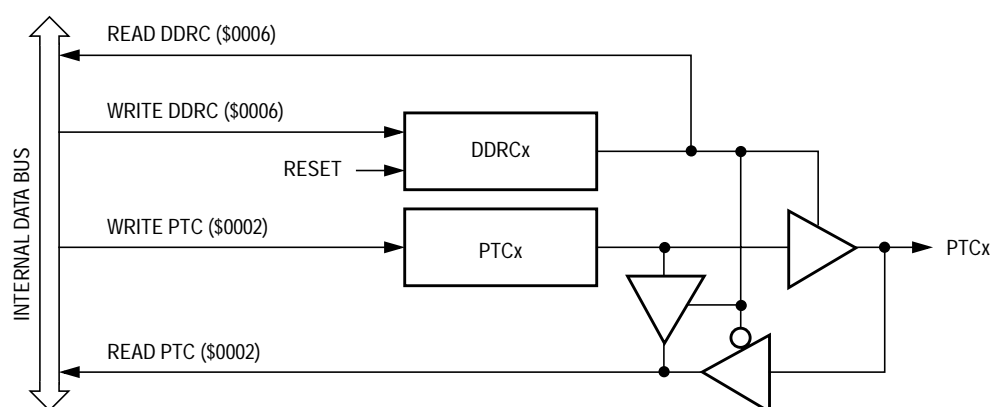 READ DDRC ($0006)
WRITE DDRC ($0006)
DDRCx
RESET
INTERNAL DATA BUS
WRITE PTC ($0002)
PTCx
PTCx
READ PTC ($0002)